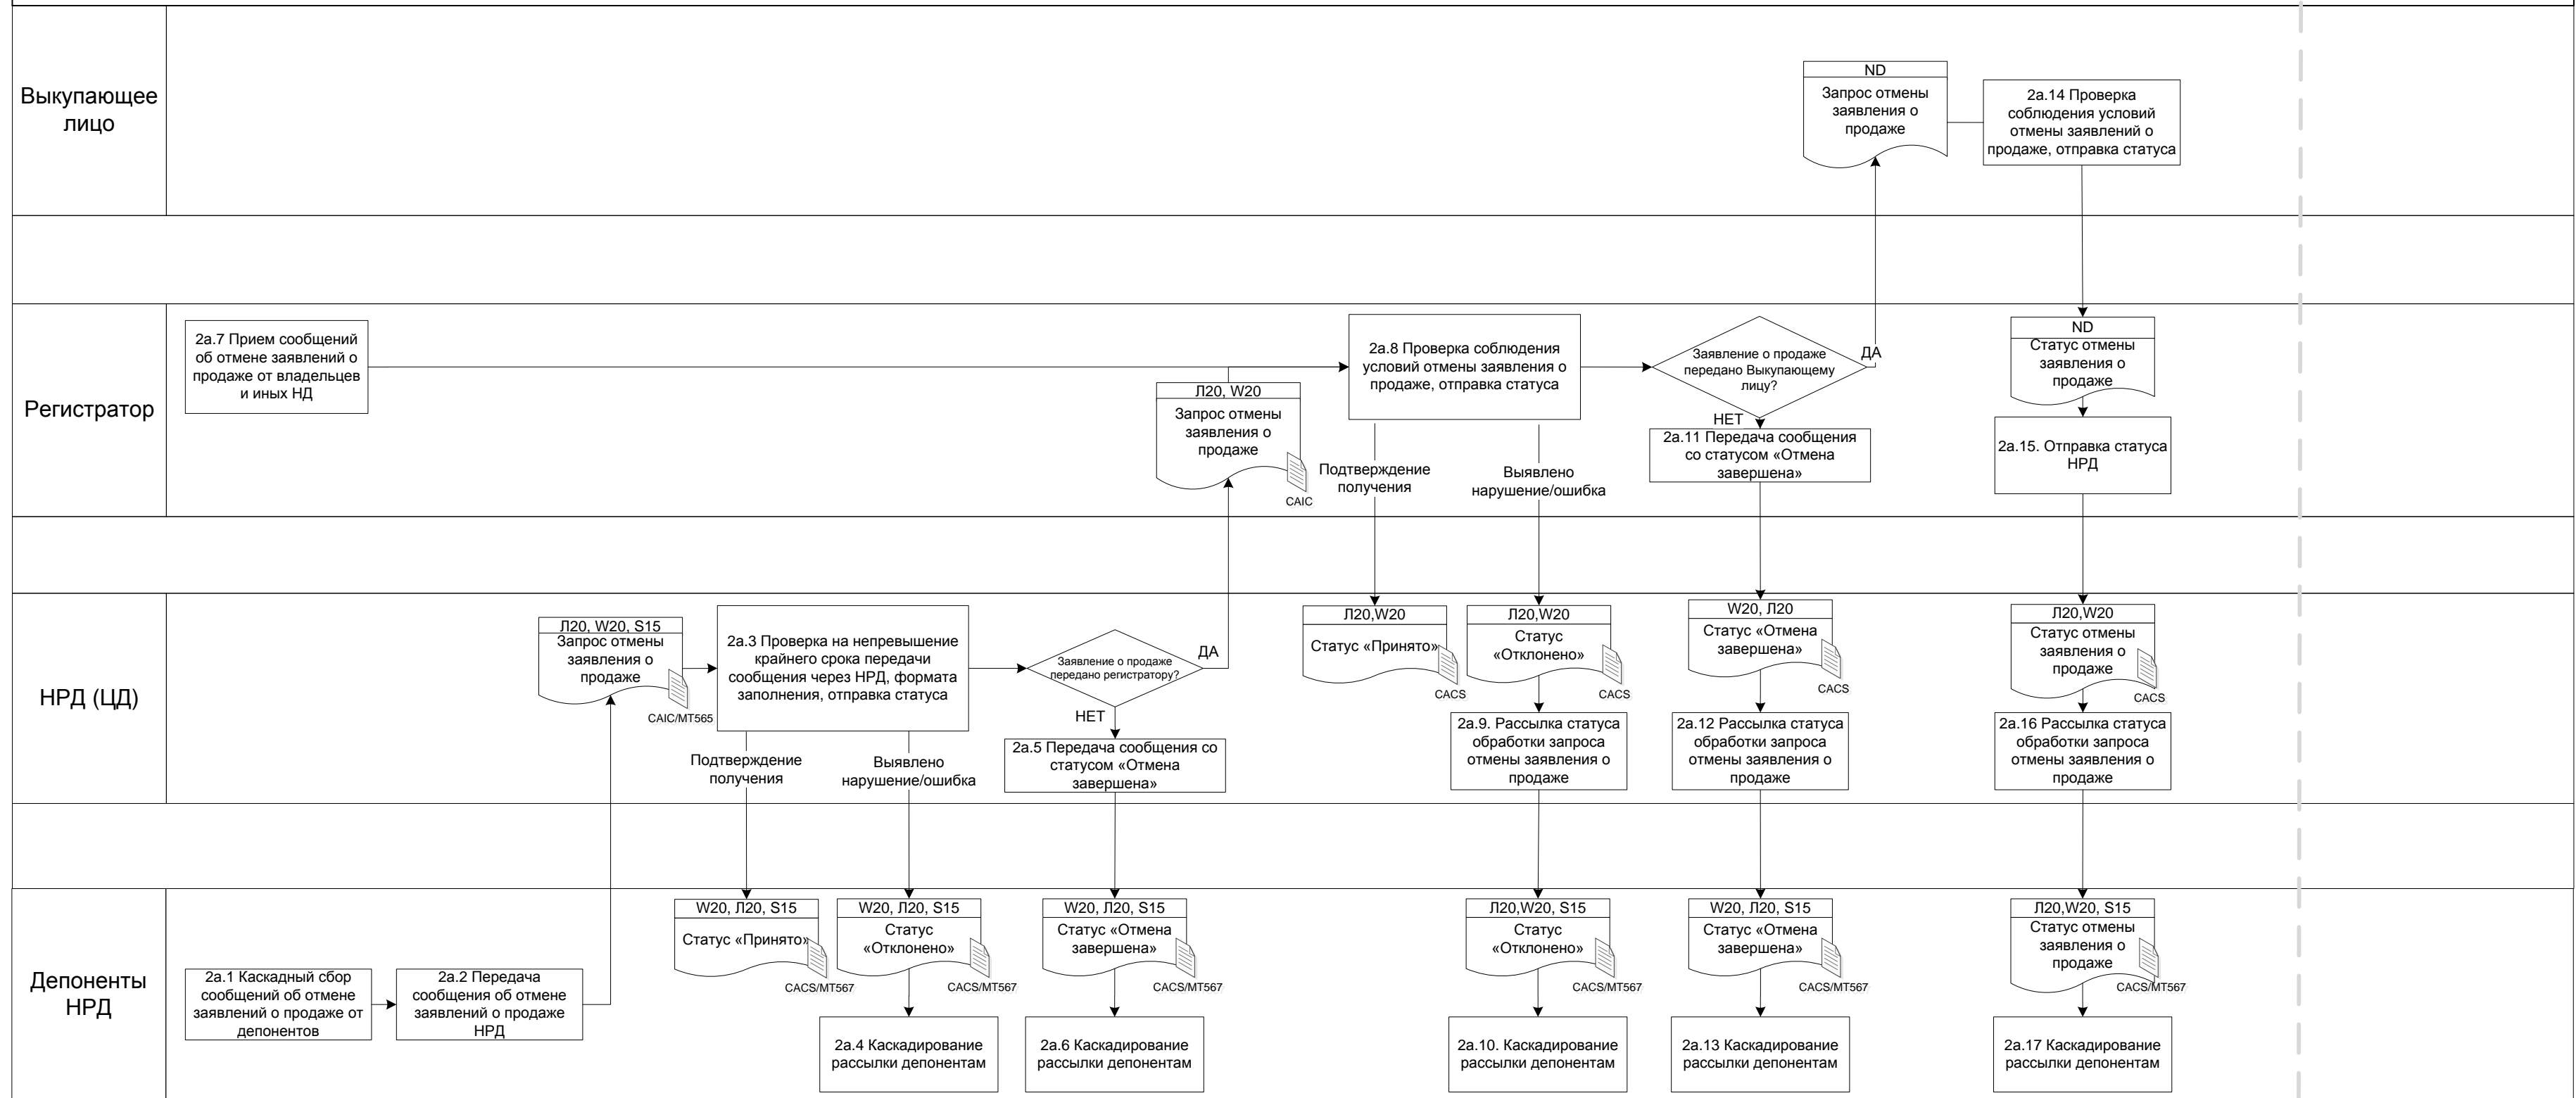 Выкупающее
лицо
ND
Запрос отмены
заявления о
продаже
2а.14 Проверка
соблюдения условий
отмены заявлений о
продаже, отправка статуса
Регистратор
2а.7 Прием сообщений
об отмене заявлений о
продаже от владельцев
и иных НД
Л20, W20
Запрос отмены
заявления о
продаже
CAIC
2а.8 Проверка соблюдения
условий отмены заявления о
продаже, отправка статуса
Подтверждение
получения
Выявлено
нарушение/ошибка
Заявление о продаже
передано Выкупающему
лицу?
ДА
НЕТ
2а.11 Передача сообщения
со статусом «Отмена
завершена»
ND
Статус отмены
заявления о
продаже
2а.15. Отправка статуса
НРД
НРД (ЦД)
Л20, W20, S15
Запрос отмены
заявления о
продаже
CAIC/MT565
2а.3 Проверка на непревышение
крайнего срока передачи
сообщения через НРД, формата
заполнения, отправка статуса
Подтверждение
получения
Выявлено
нарушение/ошибка
Заявление о продаже
передано регистратору?
ДА
НЕТ
2а.5 Передача сообщения со
статусом «Отмена
завершена»
Л20,W20
Статус «Принято»
CACS
Л20,W20
Статус
«Отклонено»
CACS
2а.9. Рассылка статуса
обработки запроса
отмены заявления о
продаже
W20, Л20
Статус «Отмена
завершена»
CACS
2а.12 Рассылка статуса
обработки запроса
отмены заявления о
продаже
Л20,W20
Статус отмены
заявления о
продаже
CACS
2а.16 Рассылка статуса
обработки запроса
отмены заявления о
продаже
Депоненты
НРД
2а.1 Каскадный сбор
сообщений об отмене
заявлений о продаже от
депонентов
2а.2 Передача
сообщения об отмене
заявлений о продаже
НРД
W20, Л20, S15
Статус «Принято»
CACS/MT567
W20, Л20, S15
Статус
«Отклонено»
CACS/MT567
2а.4 Каскадирование
рассылки депонентам
W20, Л20, S15
Статус «Отмена
завершена»
CACS/MT567
2а.6 Каскадирование
рассылки депонентам
Л20,W20, S15
Статус
«Отклонено»
CACS/MT567
2а.10. Каскадирование
рассылки депонентам
W20, Л20, S15
Статус «Отмена
завершена»
CACS/MT567
2а.13 Каскадирование
рассылки депонентам
Л20,W20, S15
Статус отмены
заявления о
продаже
CACS/MT567
2а.17 Каскадирование
рассылки депонентам